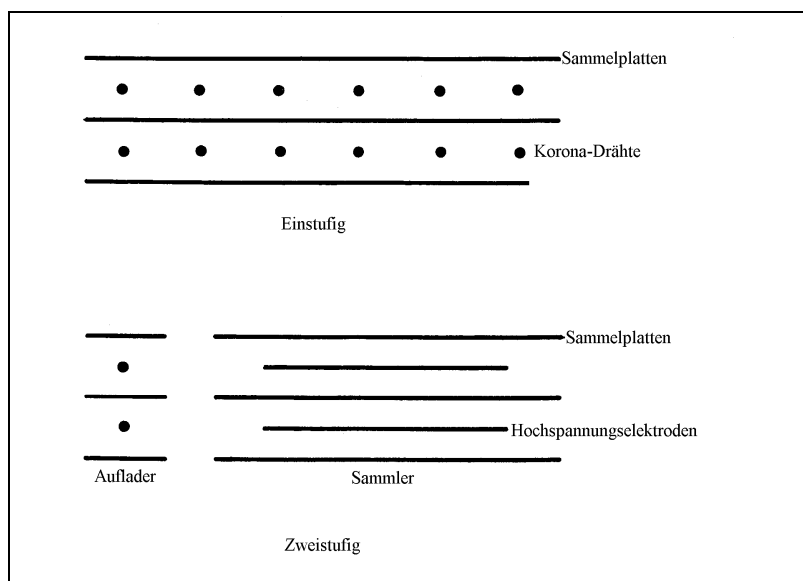 Sammelplatten
Korona-Drähte
Einstufig
Sammelplatten
Hochspannungselektroden
Auflader
Sammler
Zweistufig